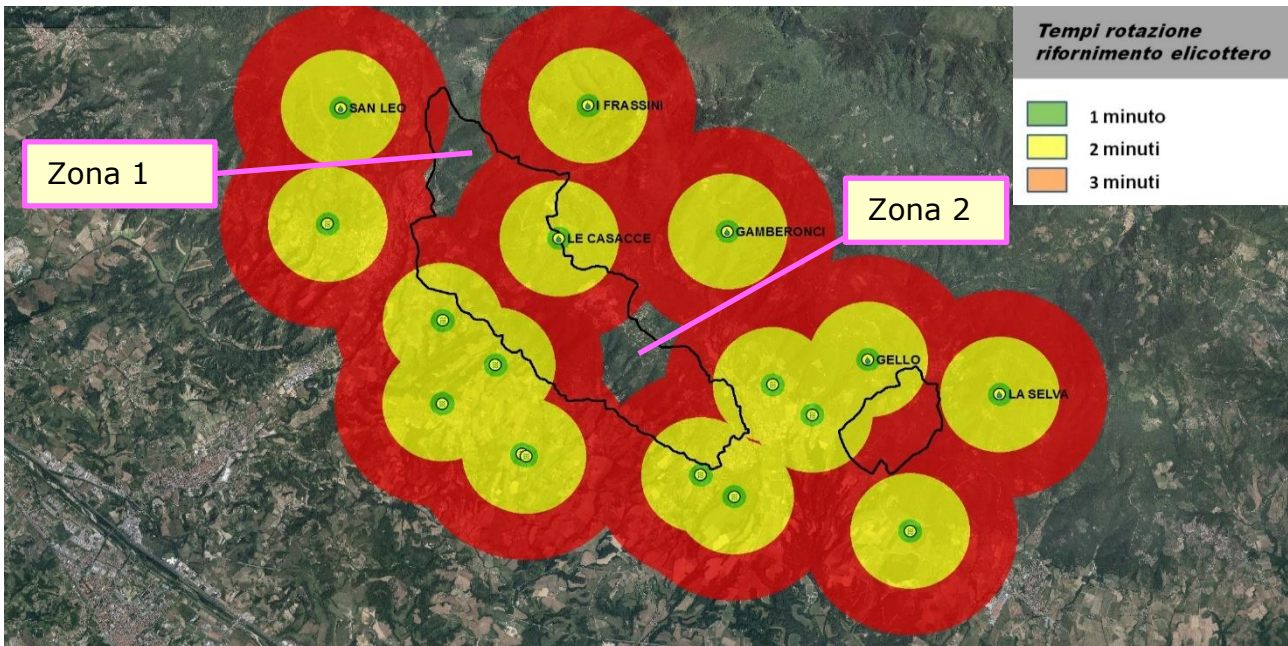 Tempi rotazione
rifornimento elicottero
1 minuto
2 minuti
3 minuti
SAN LEO
I FRASSINI
Zona 1
Zona 2
LE CASACCE
GAMBERONCI
GELLO
LA SELVA